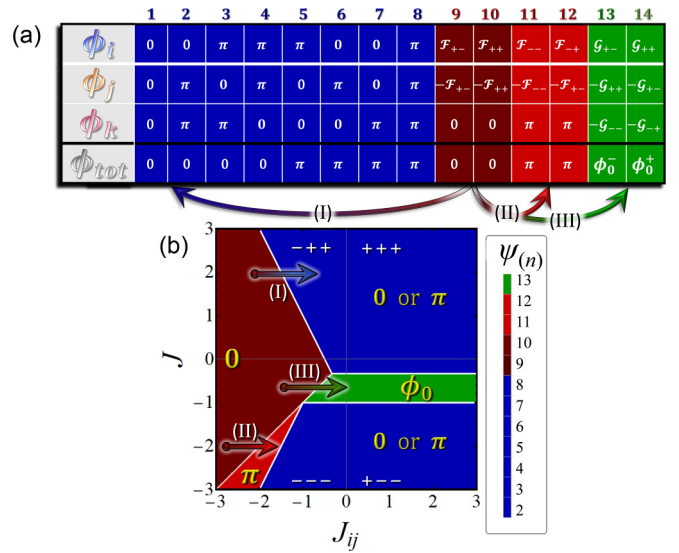 (a)
1 2 3 4 5 6 7 8 9 10 11 12 13 14
ϕᵢ 0 0 π π π 0 0 π ℱ₊₋ ℱ₊₊ ℱ₋₋ ℱ₋₊ 𝒢₊₋ 𝒢₊₊
ϕⱼ 0 π 0 π 0 π 0 π −ℱ₊₋ −ℱ₊₊ −ℱ₋₋ −ℱ₊₋ −𝒢₊₊ −𝒢₊₋
ϕₖ 0 π π 0 0 0 π π 0 0 π π −𝒢₋₋ −𝒢₋₊
ϕtot 0 0 0 0 π π π π 0 0 π π ϕ₀⁻ ϕ₀⁺
(I) (II) (III)
(b)
J
3
2
1
0
−1
−2
−3
−++ +++
(I)
0 or π
0
(III)
ϕ₀
(II)
0 or π
π
−−− +−−
−3 −2 −1 0 1 2 3
Jᵢⱼ
ψ(n)
13
12
11
10
9
8
7
6
5
4
3
2